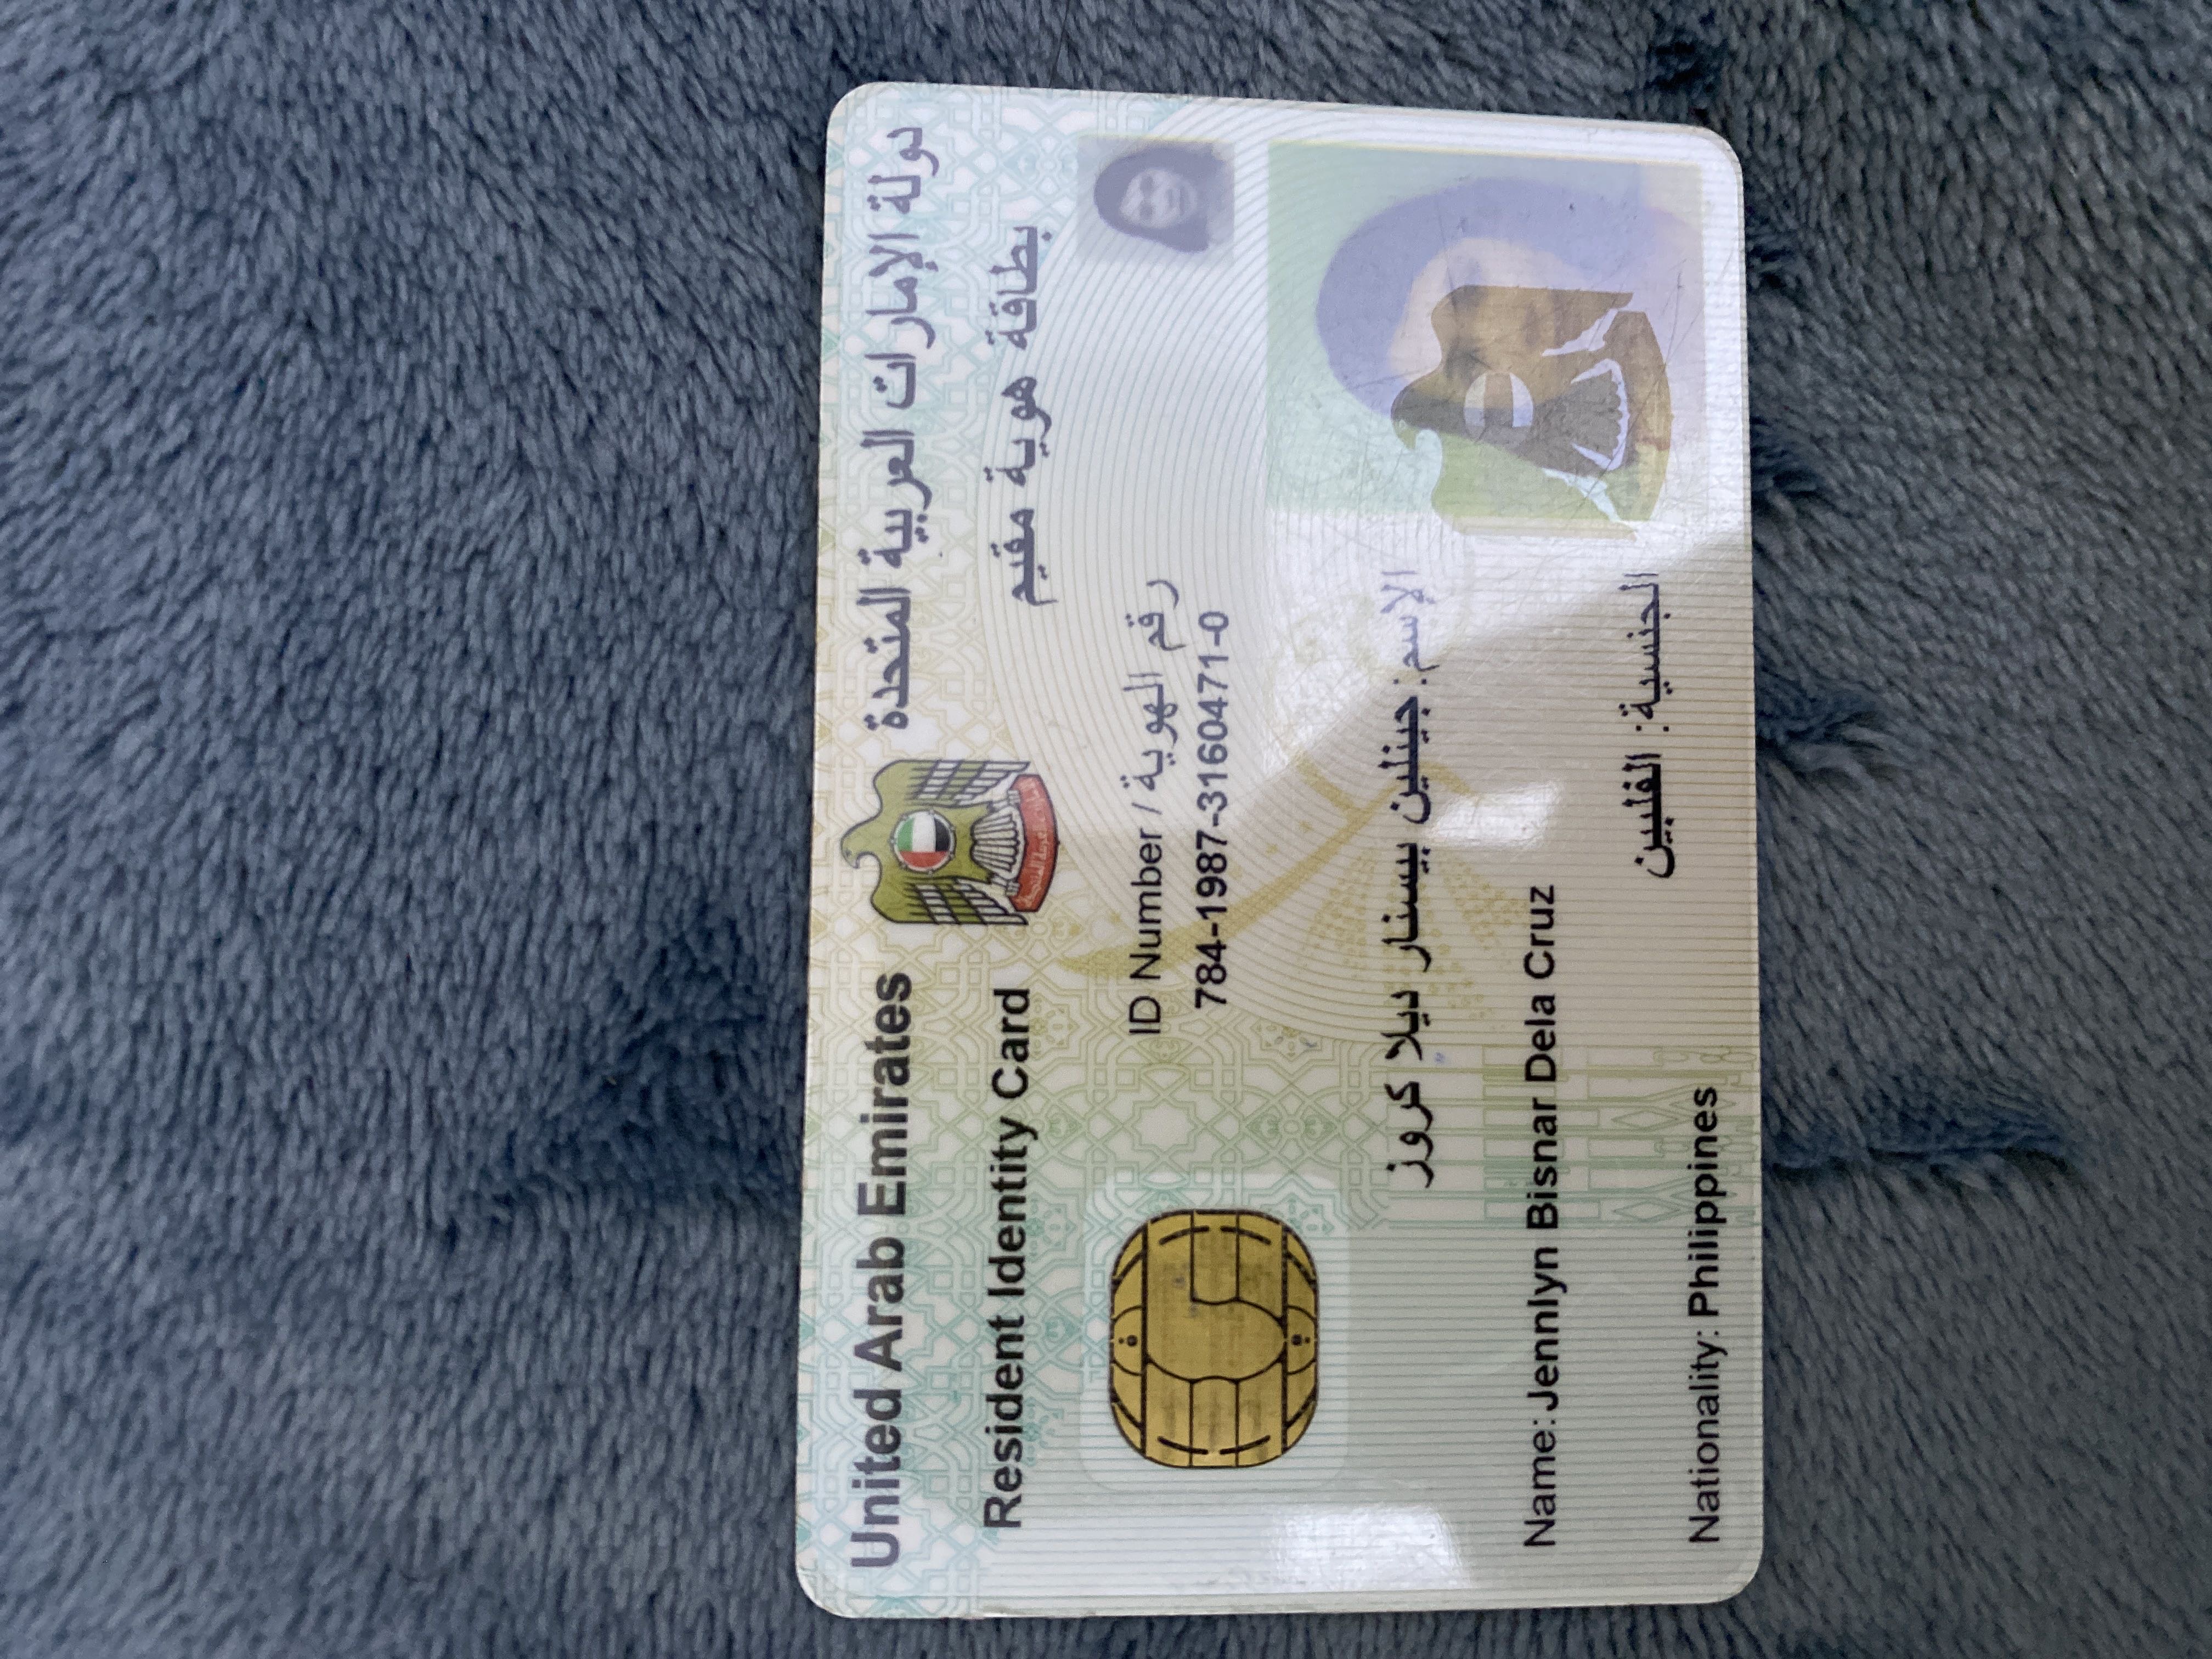 United Arab Emirates
دولة الإمارات العربية المتحدة
Resident Identity Card
بطاقة هوية مقيم
ID Number / رقم الهوية
784-1987-3160471-0
الإسم: جينلين بيسنار ديلا كروز
Name: Jennlyn Bisnar Dela Cruz
الجنسية: الفلبين
Nationality: Philippines